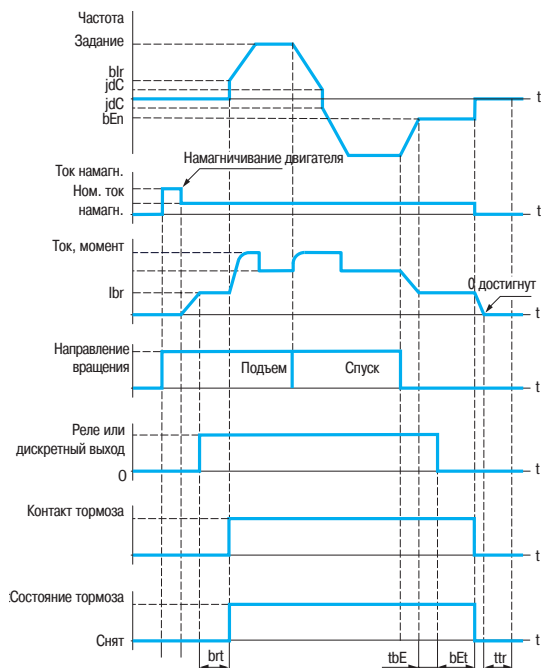 Частота
Задание
bIr
jdC
jdC
bEn
t
Ток намагн.
Намагничивание двигателя
Ном. ток
намагн.
t
Ток, момент
Ibr
0 достигнут
t
Направление
вращения
Подъем
Спуск
t
Реле или
дискретный выход
0
t
Контакт тормоза
t
:Состояние тормоза
Снят
t
brt
tbE
bEt
ttr